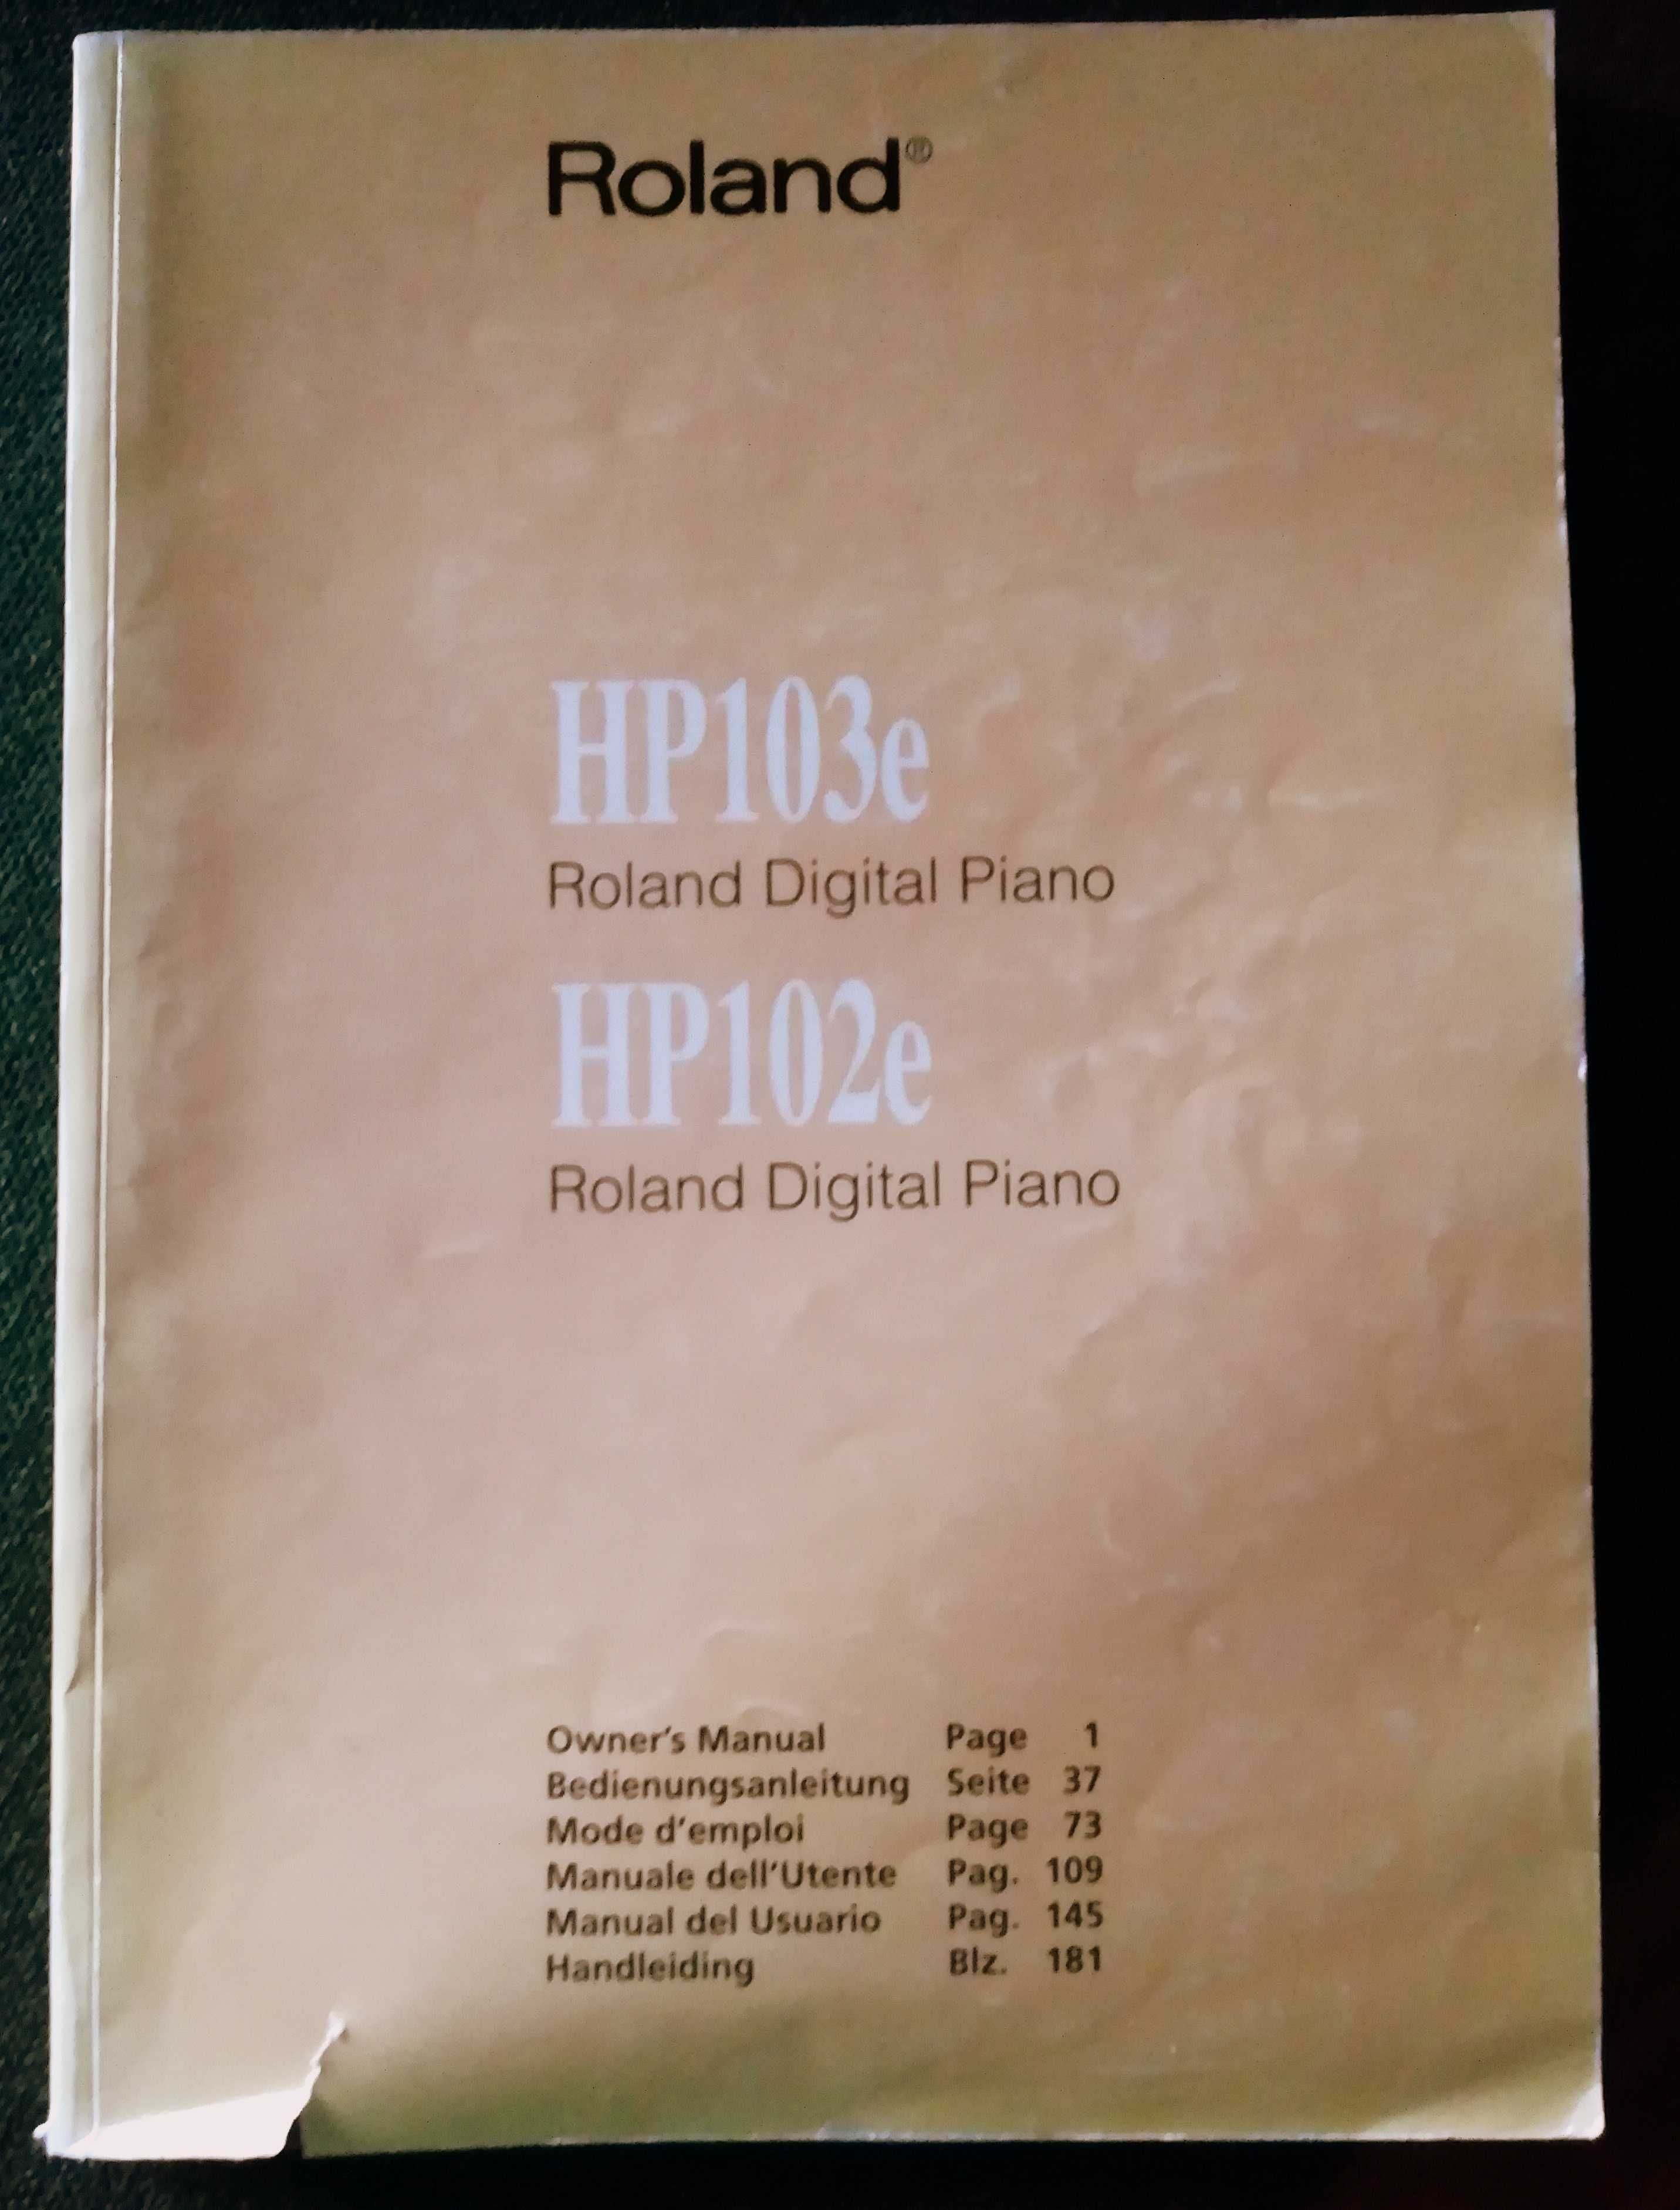 Roland®
HP103e
Roland Digital Piano
HP102e
Roland Digital Piano
Owner's Manual Page 1
Bedienungsanleitung Seite 37
Mode d'emploi Page 73
Manuale dell'Utente Pag. 109
Manual del Usuario Pag. 145
Handleiding Blz. 181